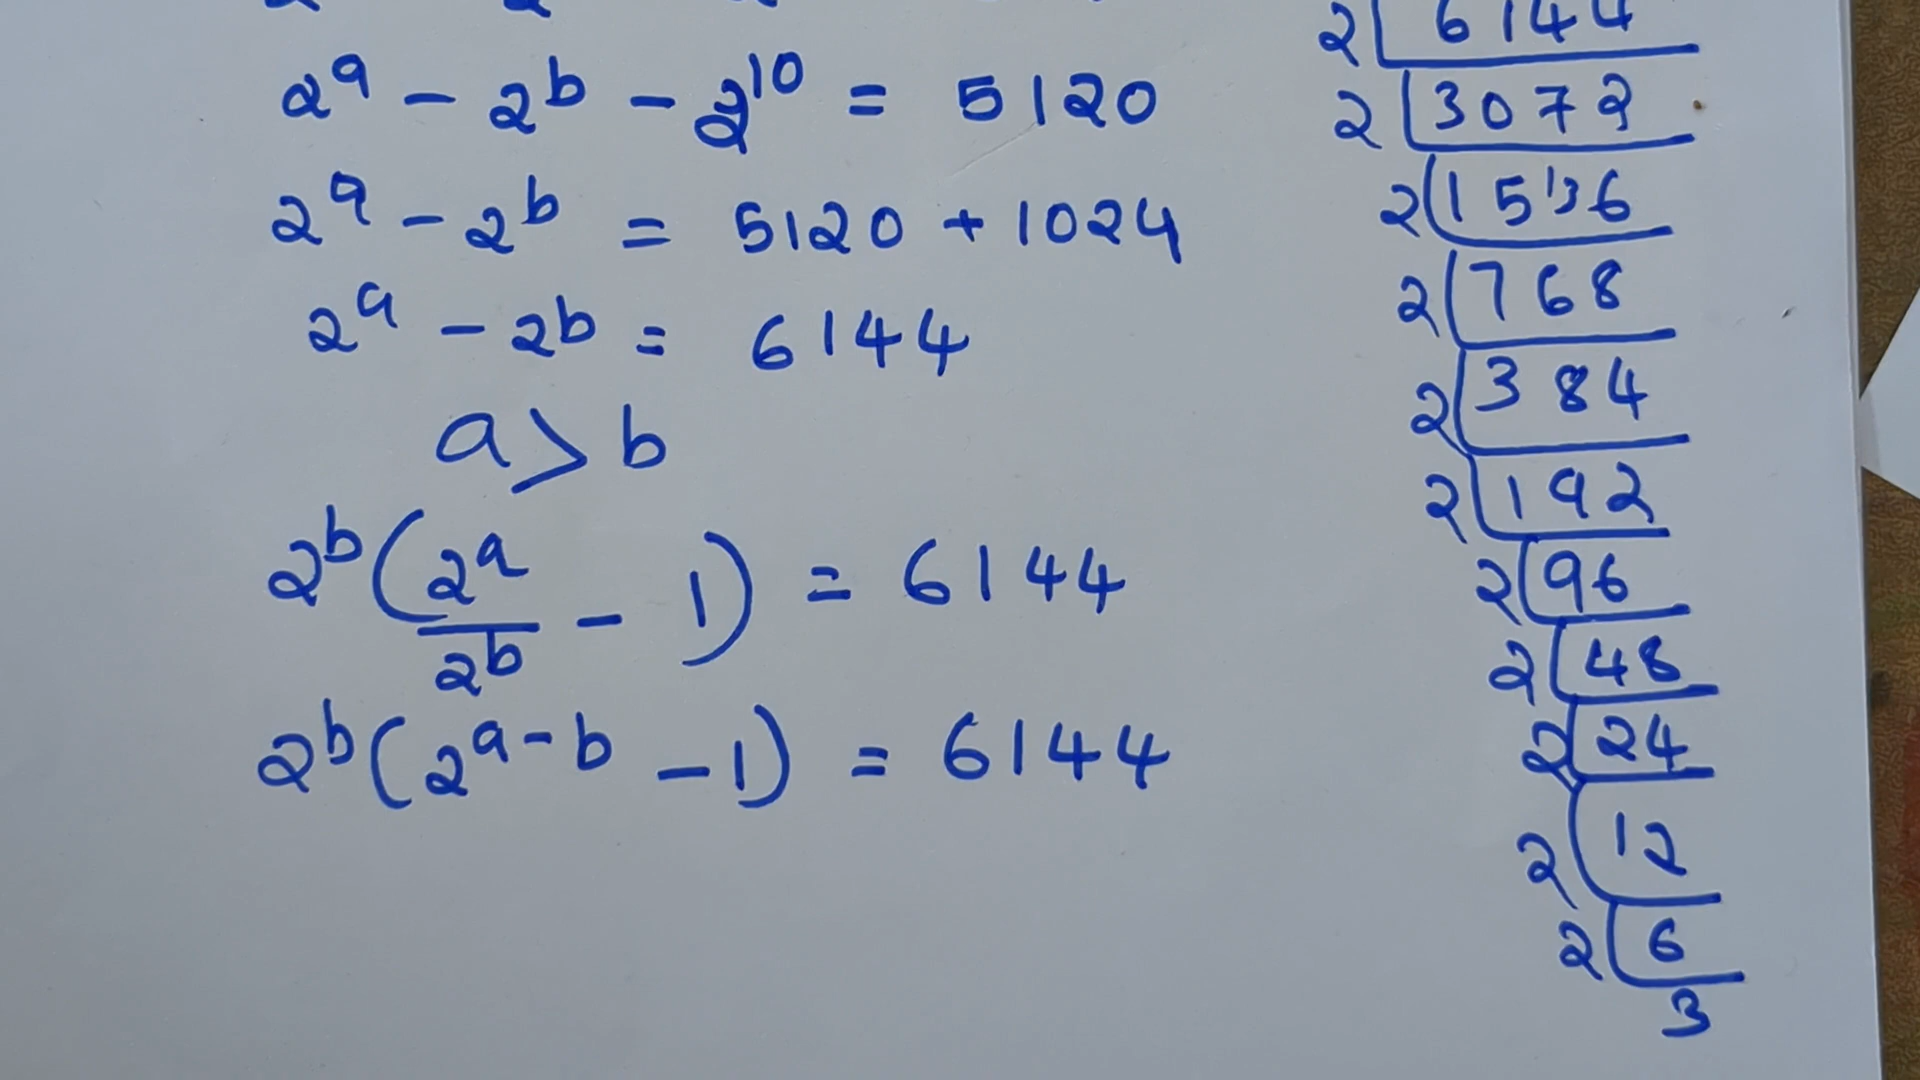 2^a - 2^b - 2^10 = 5120
2^a - 2^b = 5120 + 1024
2^a - 2^b = 6144
a > b
2^b (2^a/2^b - 1) = 6144
2^b (2^(a-b) - 1) = 6144
2 | 6144
2 | 3072
2 | 1536
2 | 768
2 | 384
2 | 192
2 | 96
2 | 48
2 | 24
2 | 12
2 | 6
3